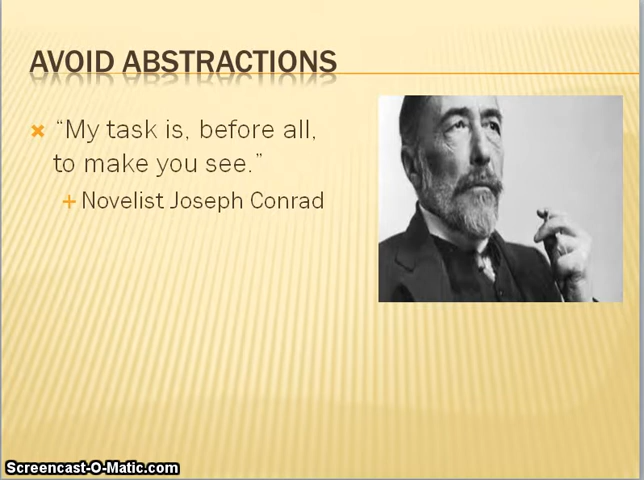 AVOID ABSTRACTIONS
“My task is, before all,
to make you see.”
Novelist Joseph Conrad
Screencast-O-Matic.com